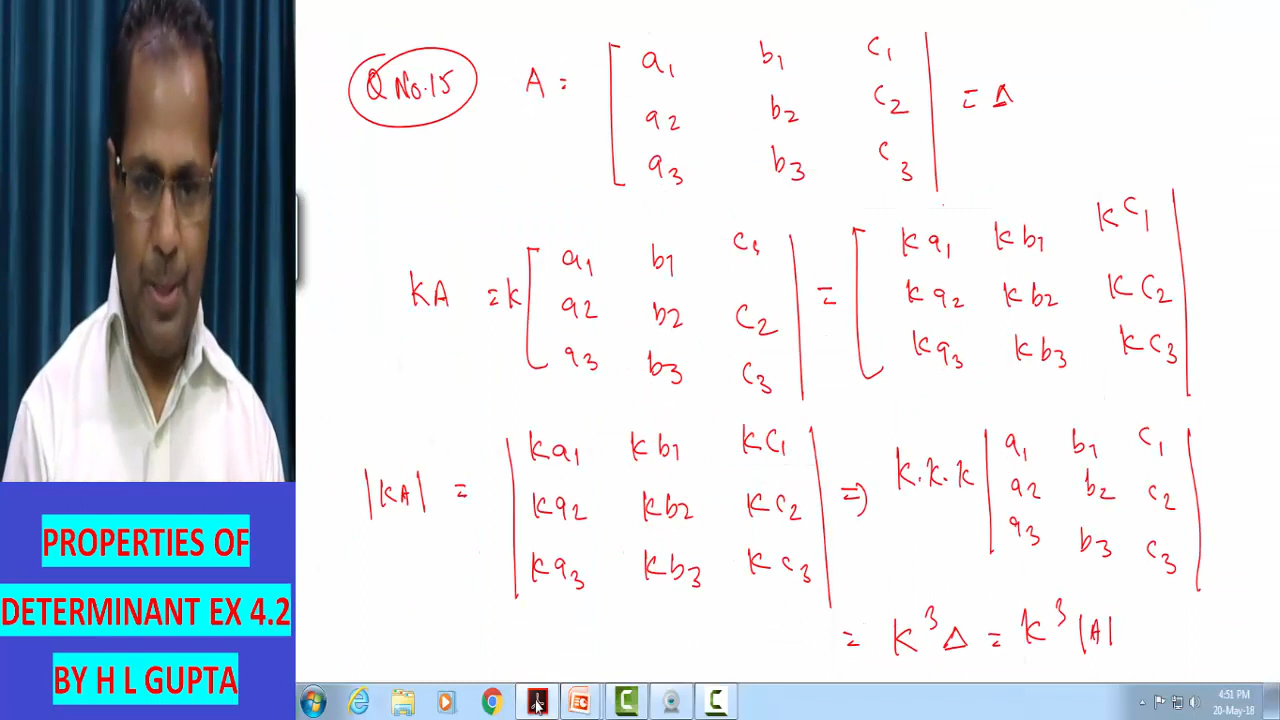 Q No.15 A = [ a1 b1 c1 | = Δ
a2 b2 c2
a3 b3 c3
KA = K [ a1 b1 c1 | = [ Ka1 Kb1 KC1 |
a2 b2 c2 Ka2 Kb2 KC2
a3 b3 c3 Ka3 Kb3 KC3
|KA| = | Ka1 Kb1 KC1 | => K.K.K | a1 b1 c1 |
Ka2 Kb2 KC2 a2 b2 c2
Ka3 Kb3 KC3 a3 b3 c3
= K³ Δ = K³ |A|
PROPERTIES OF
DETERMINANT EX 4.2
BY H L GUPTA
4:51 PM
20-May-18